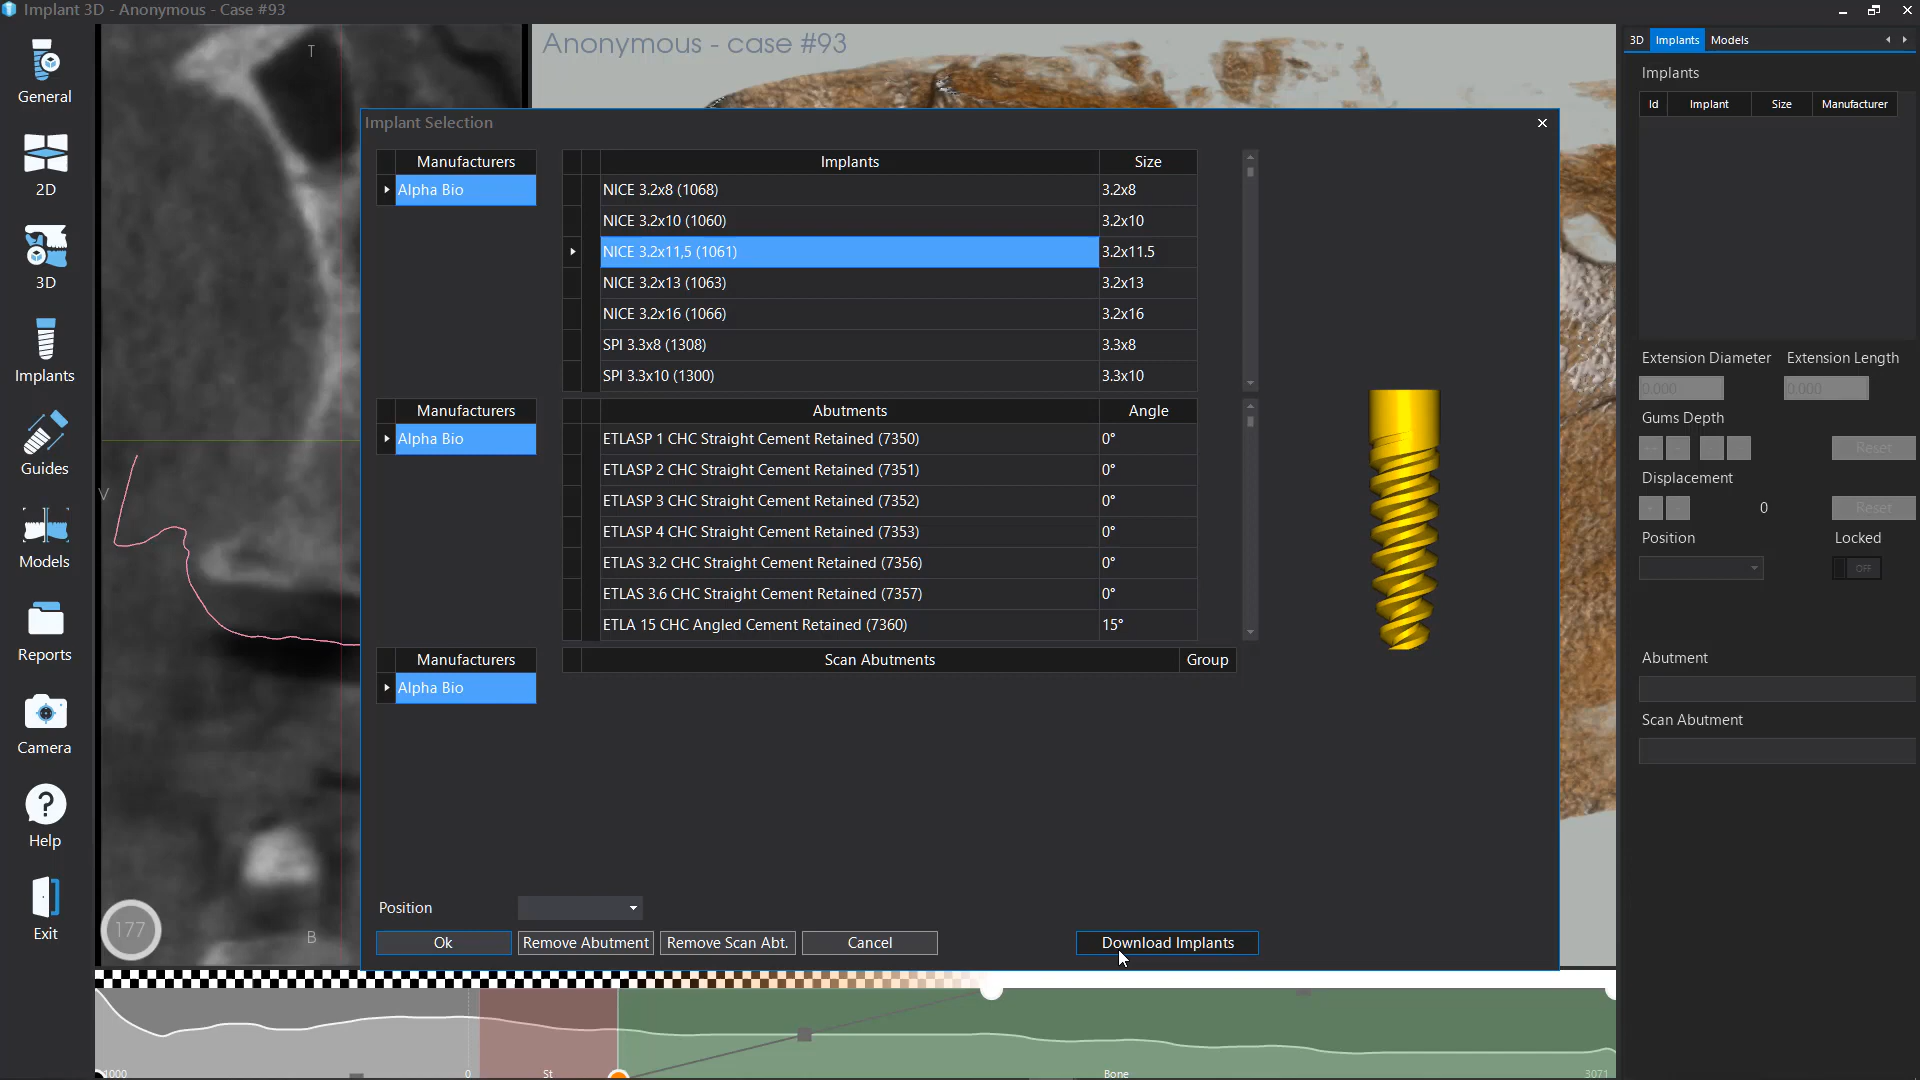 Implant 3D - Anonymous - Case #93
General
2D
3D
Implants
Guides
Models
Reports
Camera
Help
Exit
T
V
B
177
Anonymous - case #93
Implant Selection
Manufacturers
Alpha Bio
Implants Size
NICE 3.2x8 (1068) 3.2x8
NICE 3.2x10 (1060) 3.2x10
NICE 3.2x11,5 (1061) 3.2x11.5
NICE 3.2x13 (1063) 3.2x13
NICE 3.2x16 (1066) 3.2x16
SPI 3.3x8 (1308) 3.3x8
SPI 3.3x10 (1300) 3.3x10
Manufacturers
Alpha Bio
Abutments Angle
ETLASP 1 CHC Straight Cement Retained (7350) 0°
ETLASP 2 CHC Straight Cement Retained (7351) 0°
ETLASP 3 CHC Straight Cement Retained (7352) 0°
ETLASP 4 CHC Straight Cement Retained (7353) 0°
ETLAS 3.2 CHC Straight Cement Retained (7356) 0°
ETLAS 3.6 CHC Straight Cement Retained (7357) 0°
ETLA 15 CHC Angled Cement Retained (7360) 15°
Manufacturers
Alpha Bio
Scan Abutments Group
Position
Ok Remove Abutment Remove Scan Abt. Cancel Download Implants
3D Implants Models
Implants
Id Implant Size Manufacturer
Extension Diameter Extension Length
0.000 0.000
Gums Depth
Reset
Displacement
0 Reset
Position Locked
OFF
Abutment
Scan Abutment
1000 0 St Bone 3071